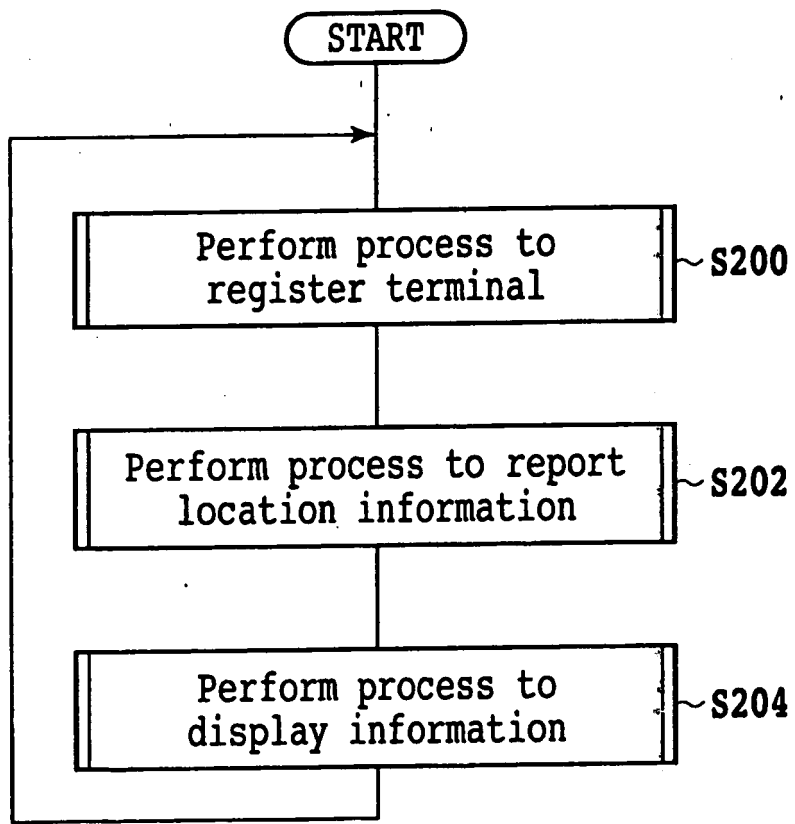 START
Perform process to
register terminal
S200
Perform process to report
location information
S202
Perform process to
display information
S204